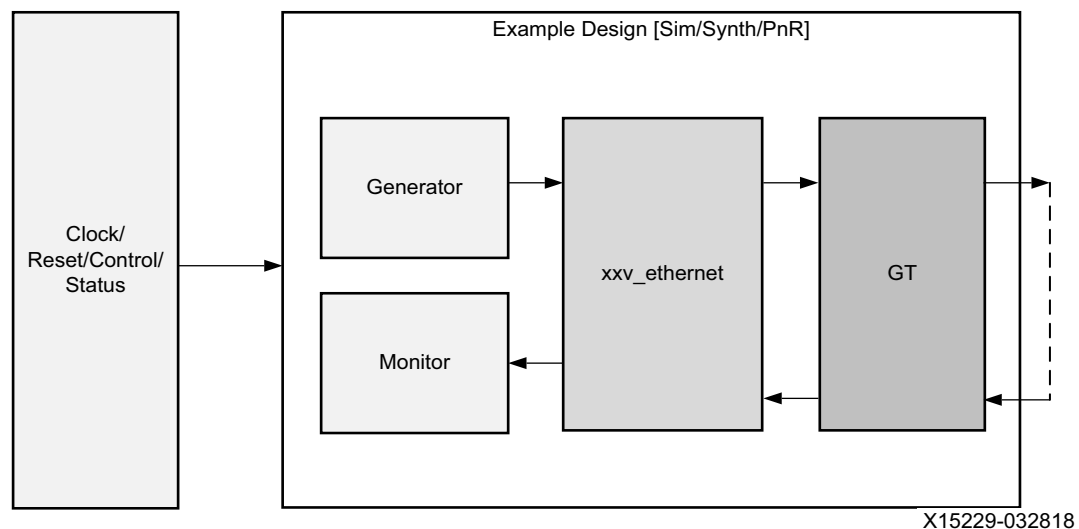 Example Design [Sim/Synth/PnR]
Clock/
Reset/Control/
Status
Generator
Monitor
xxv_ethernet
GT
X15229-032818